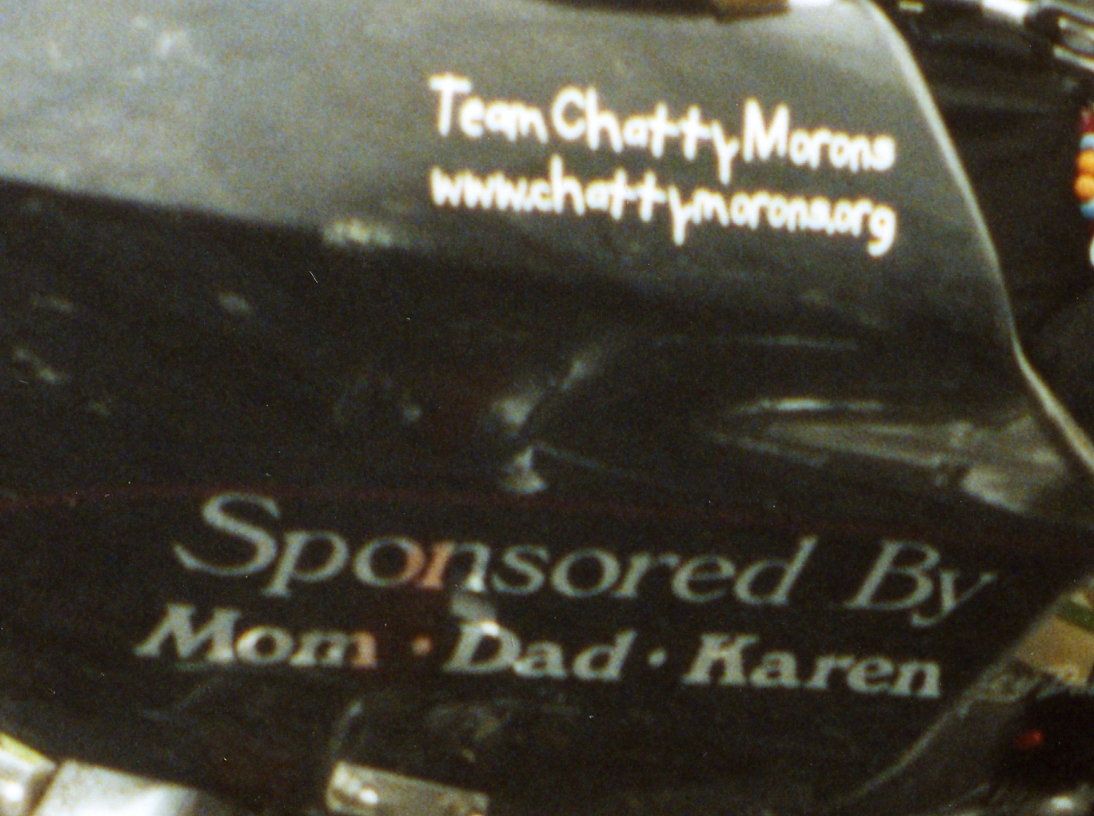 Team Chatty Morons
www.chattymorons.org
Sponsored By
Mom · Dad · Karen